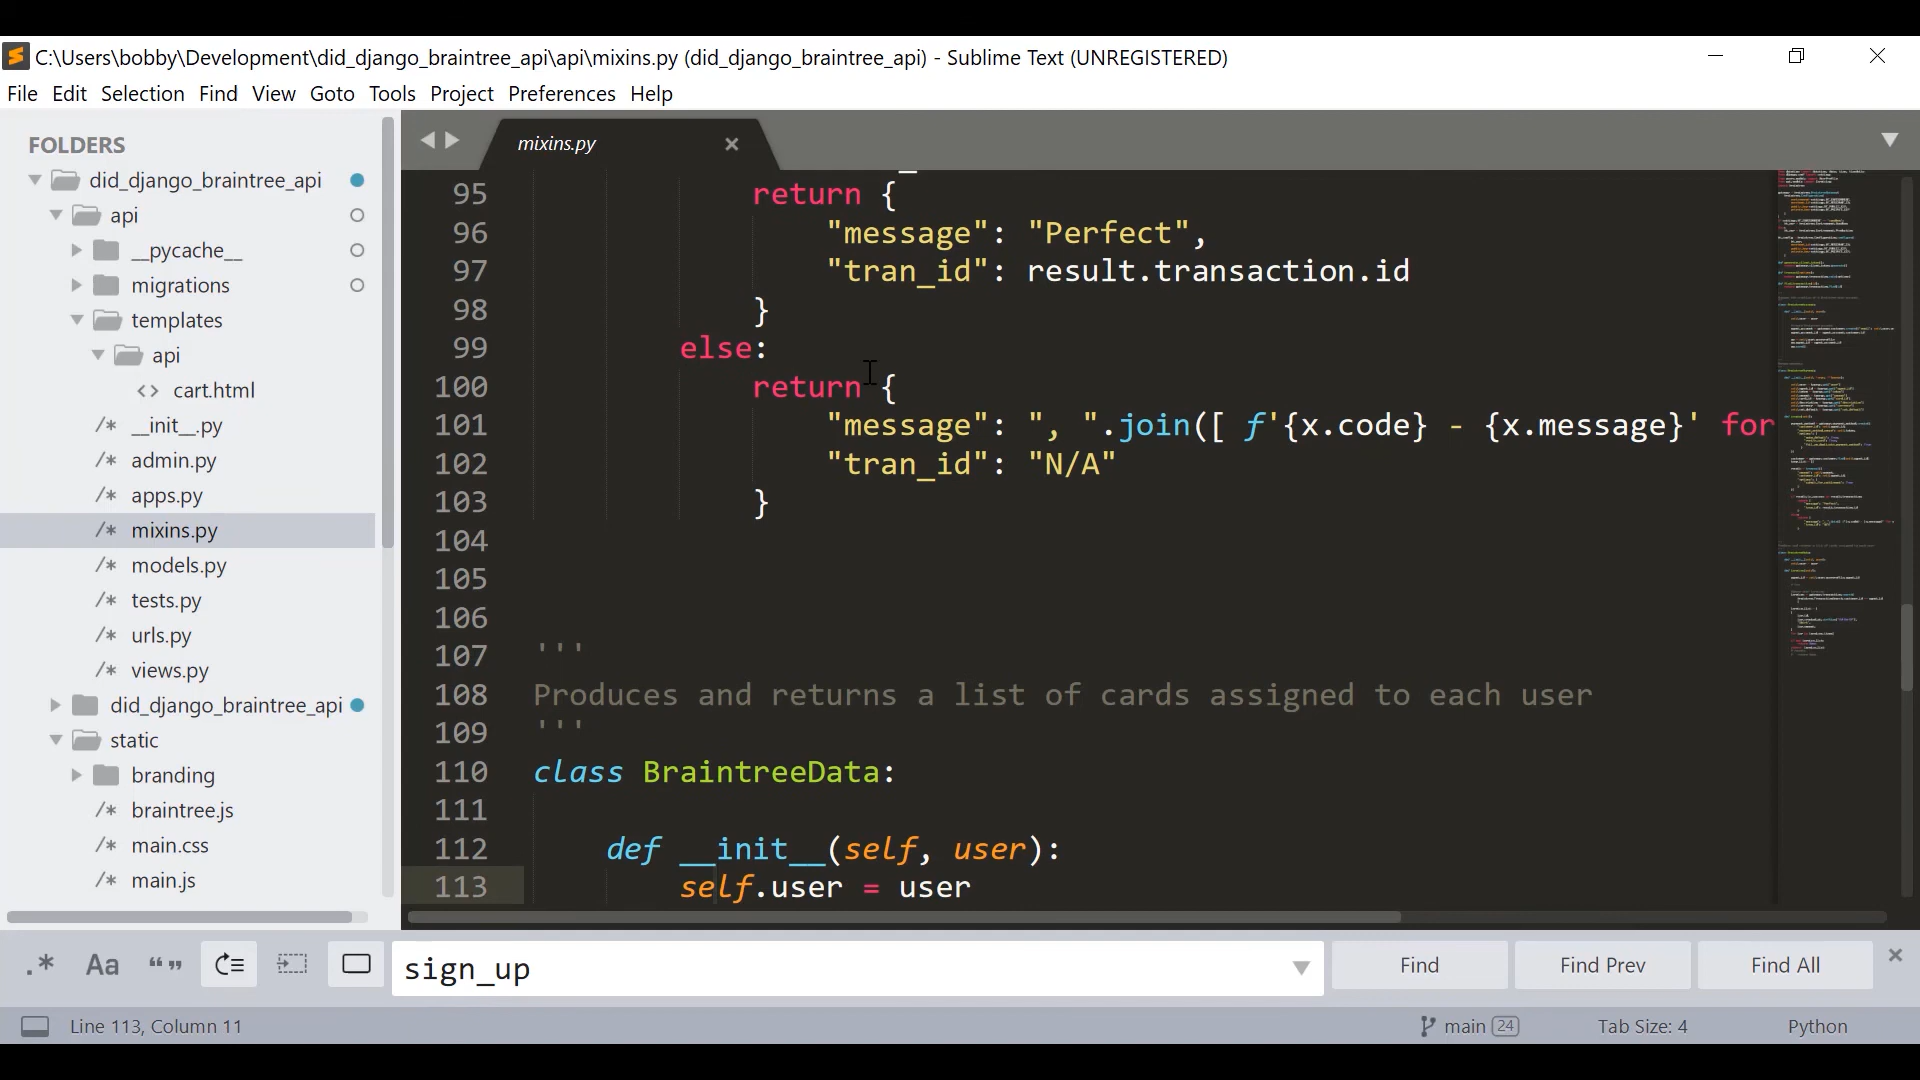 C:\Users\bobby\Development\did_django_braintree_api\api\mixins.py (did_django_braintree_api) - Sublime Text (UNREGISTERED)
File Edit Selection Find View Goto Tools Project Preferences Help
FOLDERS
did_django_braintree_api
api
__pycache__
migrations
templates
api
<> cart.html
/* __init__.py
/* admin.py
/* apps.py
/* mixins.py
/* models.py
/* tests.py
/* urls.py
/* views.py
did_django_braintree_api
static
branding
/* braintree.js
/* main.css
/* main.js
mixins.py
95 return {
96 "message": "Perfect",
97 "tran_id": result.transaction.id
98 }
99 else:
100 return {
101 "message": ", ".join([ f'{x.code} - {x.message}' for
102 "tran_id": "N/A"
103 }
104
105
106
107 '''
108 Produces and returns a list of cards assigned to each user
109 '''
110 class BraintreeData:
111
112 def __init__(self, user):
113 self.user = user
.* Aa “” sign_up Find Find Prev Find All
Line 113, Column 11 main 24 Tab Size: 4 Python